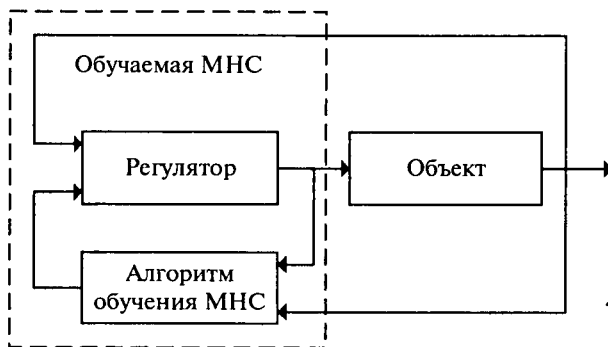 Обучаемая МНС
Регулятор
Объект
Алгоритм
обучения МНС